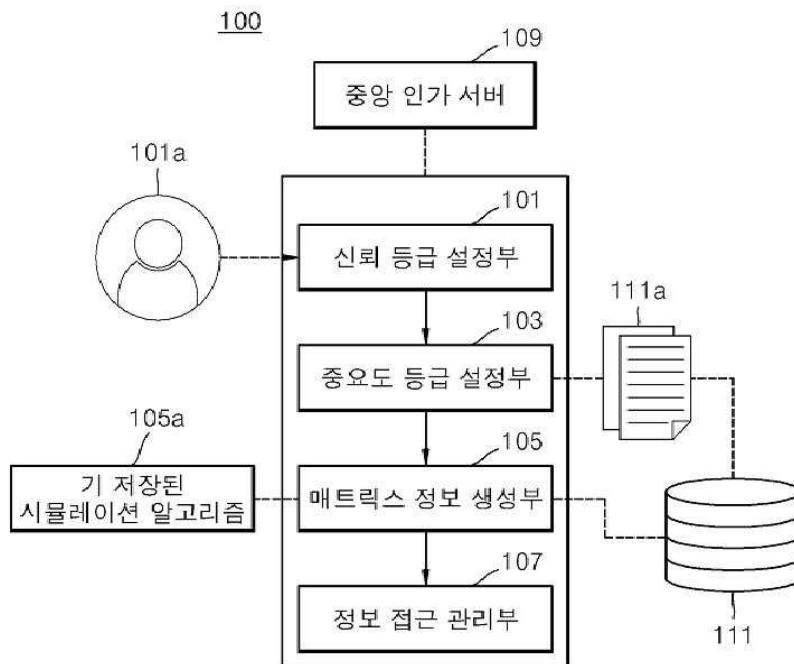 100
109
중앙 인가 서버
101a
101
신뢰 등급 설정부
111a
103
중요도 등급 설정부
105a
105
기 저장된
시뮬레이션 알고리즘
매트릭스 정보 생성부
107
정보 접근 관리부
111